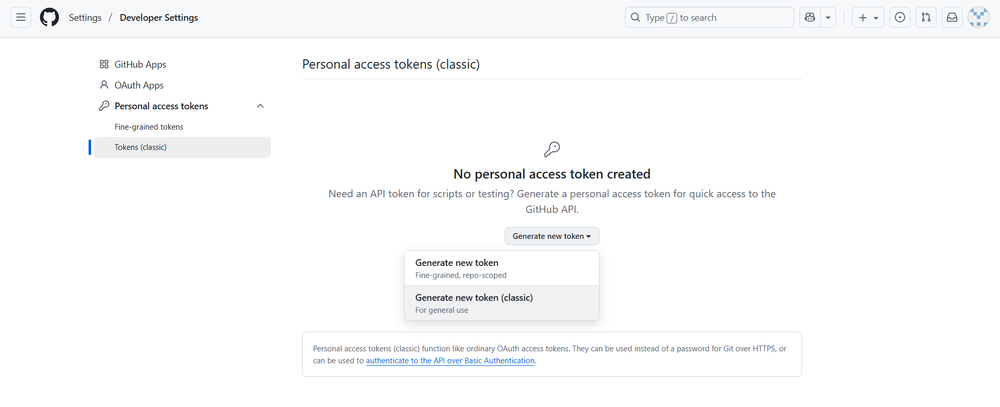 Settings / Developer Settings
Type / to search
GitHub Apps
OAuth Apps
Personal access tokens
Fine-grained tokens
Tokens (classic)
Personal access tokens (classic)
No personal access token created
Need an API token for scripts or testing? Generate a personal access token for quick access to the
GitHub API.
Generate new token
Generate new token
Fine-grained, repo-scoped
Generate new token (classic)
For general use
Personal access tokens (classic) function like ordinary OAuth access tokens. They can be used instead of a password for Git over HTTPS, or
can be used to authenticate to the API over Basic Authentication.